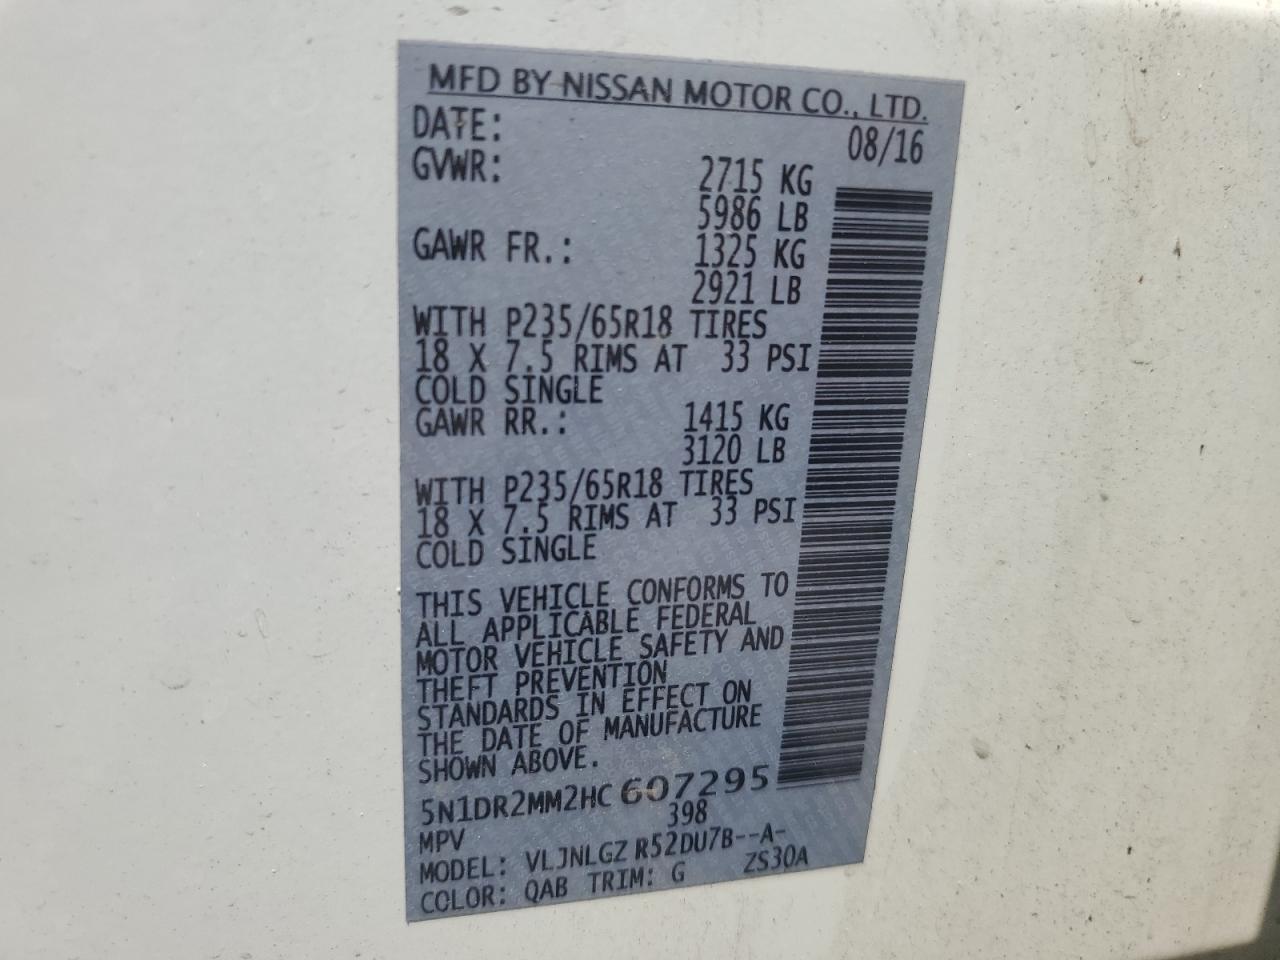 MFD BY NISSAN MOTOR CO., LTD.
DATE: 08/16
GVWR: 2715 KG
5986 LB
GAWR FR.: 1325 KG
2921 LB
WITH P235/65R18 TIRES
18 X 7.5 RIMS AT 33 PSI
COLD SINGLE
GAWR RR.: 1415 KG
3120 LB
WITH P235/65R18 TIRES
18 X 7.5 RIMS AT 33 PSI
COLD SINGLE
THIS VEHICLE CONFORMS TO
ALL APPLICABLE FEDERAL
MOTOR VEHICLE SAFETY AND
THEFT PREVENTION
STANDARDS IN EFFECT ON
THE DATE OF MANUFACTURE
SHOWN ABOVE.
5N1DR2MM2HC607295
MPV 398
MODEL: VLJNLGZ R52DU7B--A-
COLOR: QAB TRIM: G ZS30A